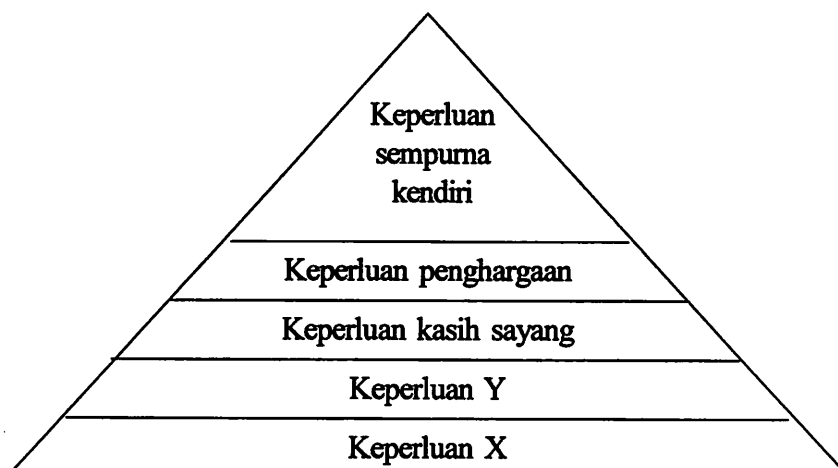 Keperluan
sempurna
kendiri
Keperluan penghargaan
Keperluan kasih sayang
Keperluan Y
Keperluan X